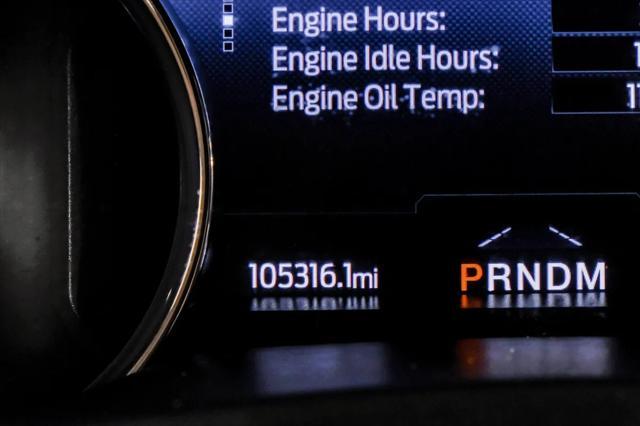 Engine Hours:
Engine Idle Hours:
Engine Oil Temp:
105316.1mi
PRNDM